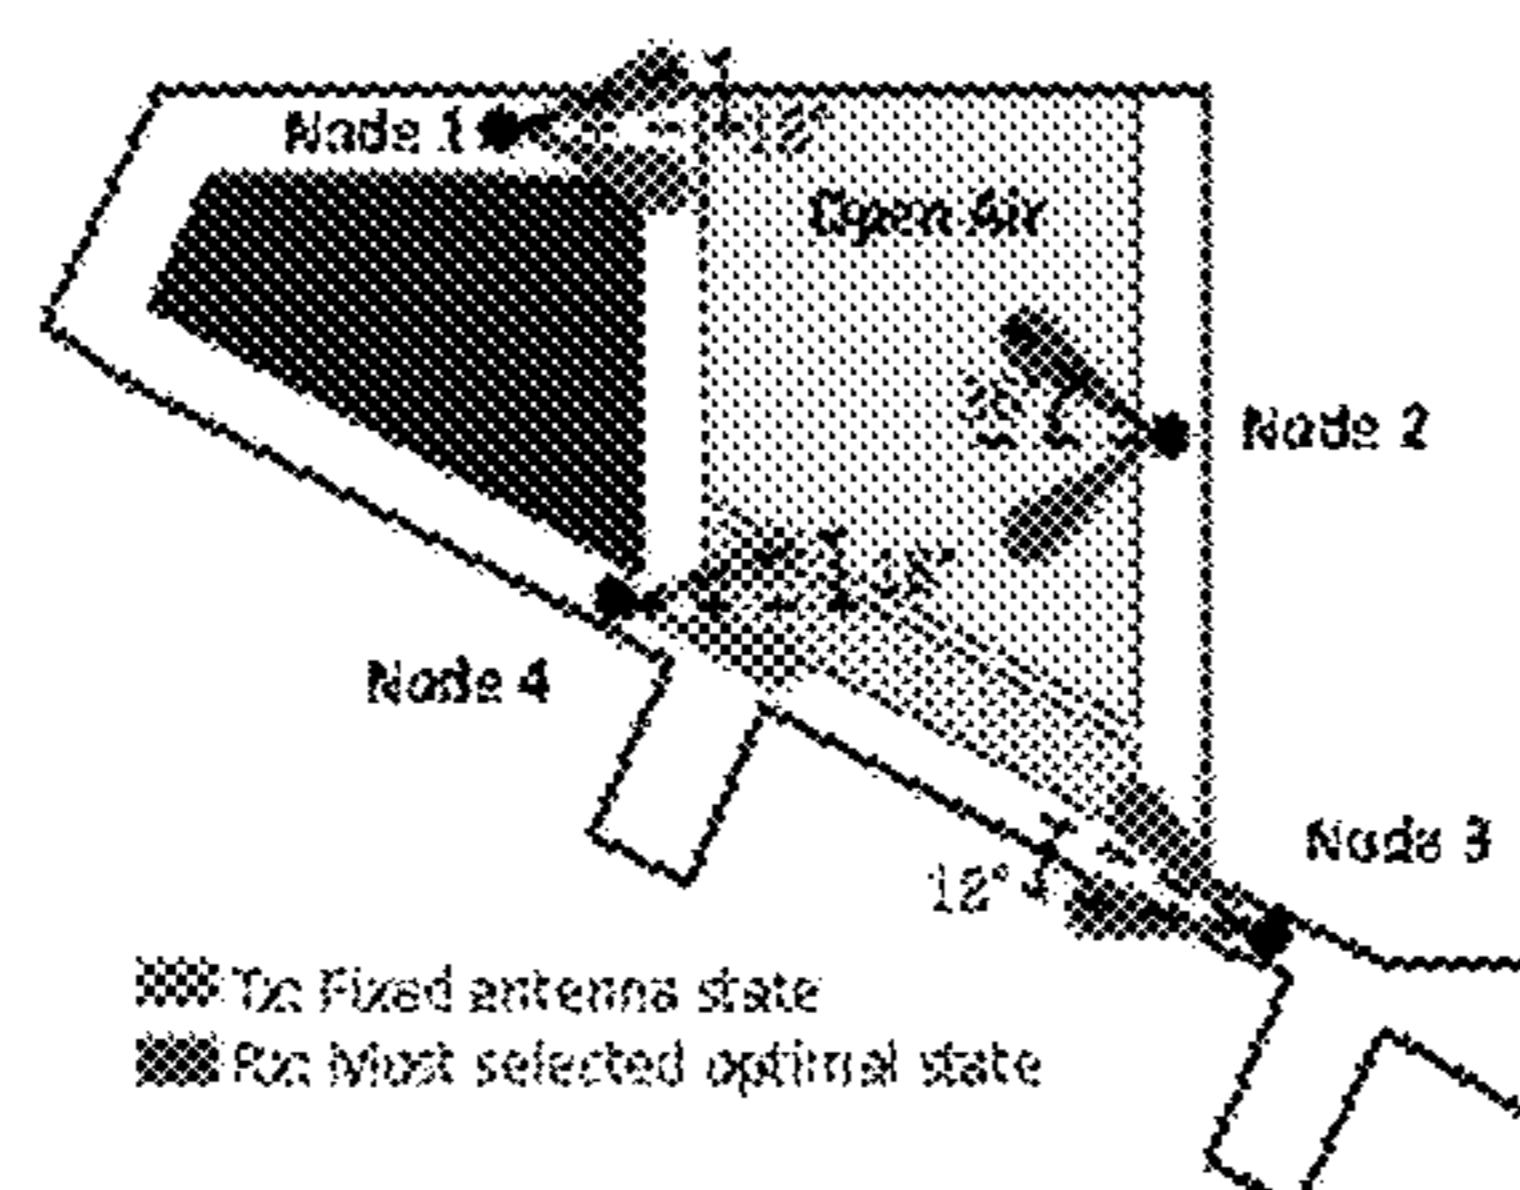 Node 1
Open Air
Node 2
Node 4
Node 3
12°
Tx: Fixed antenna state
Rx: Most selected optimal state